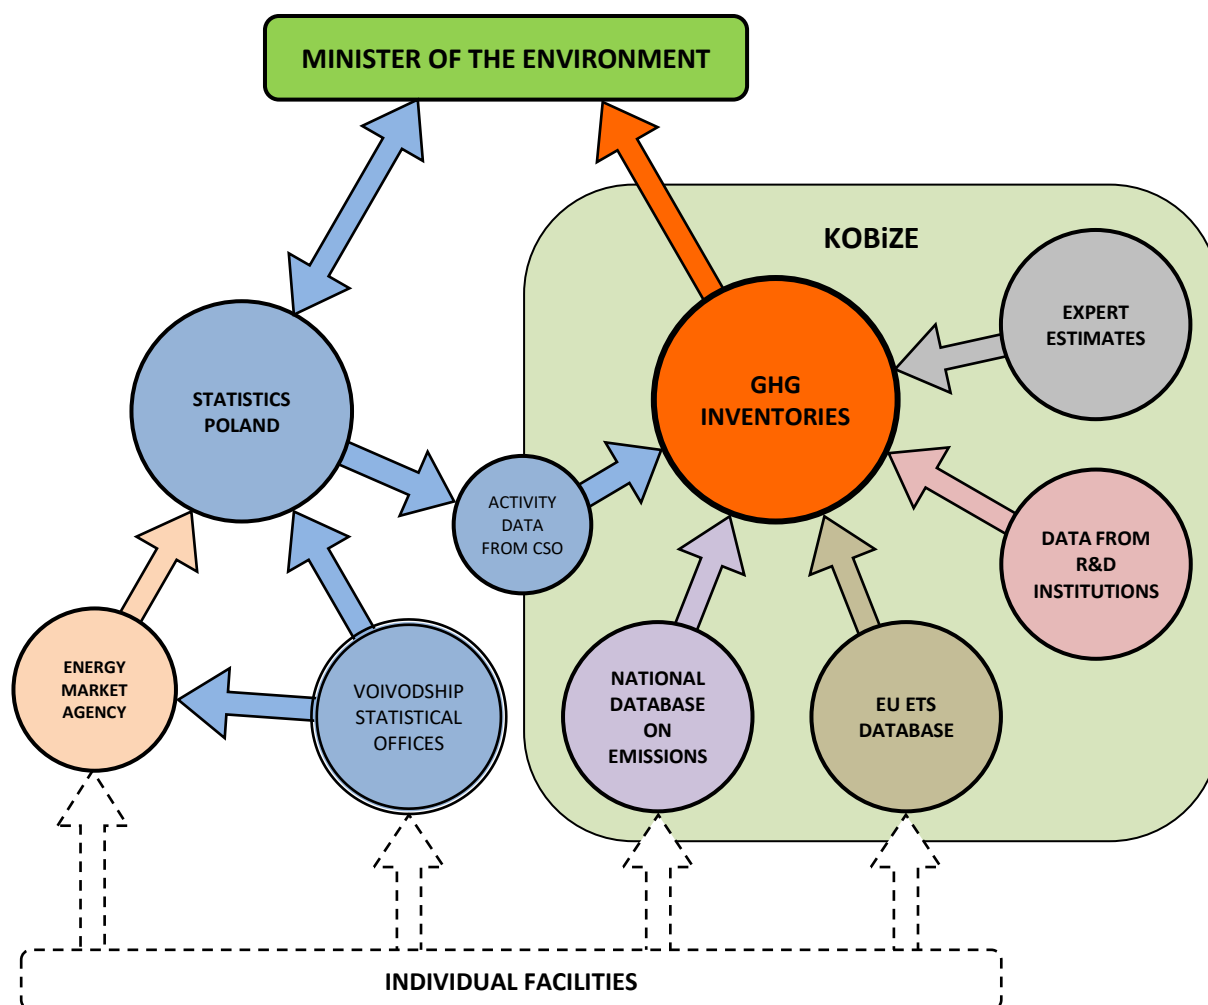 MINISTER OF THE ENVIRONMENT
KOBiZE
EXPERT
ESTIMATES
STATISTICS
POLAND
GHG
INVENTORIES
ACTIVITY
DATA
FROM CSO
DATA FROM
R&D
INSTITUTIONS
ENERGY
MARKET
AGENCY
VOIVODSHIP
STATISTICAL
OFFICES
NATIONAL
DATABASE
ON
EMISSIONS
EU ETS
DATABASE
INDIVIDUAL FACILITIES